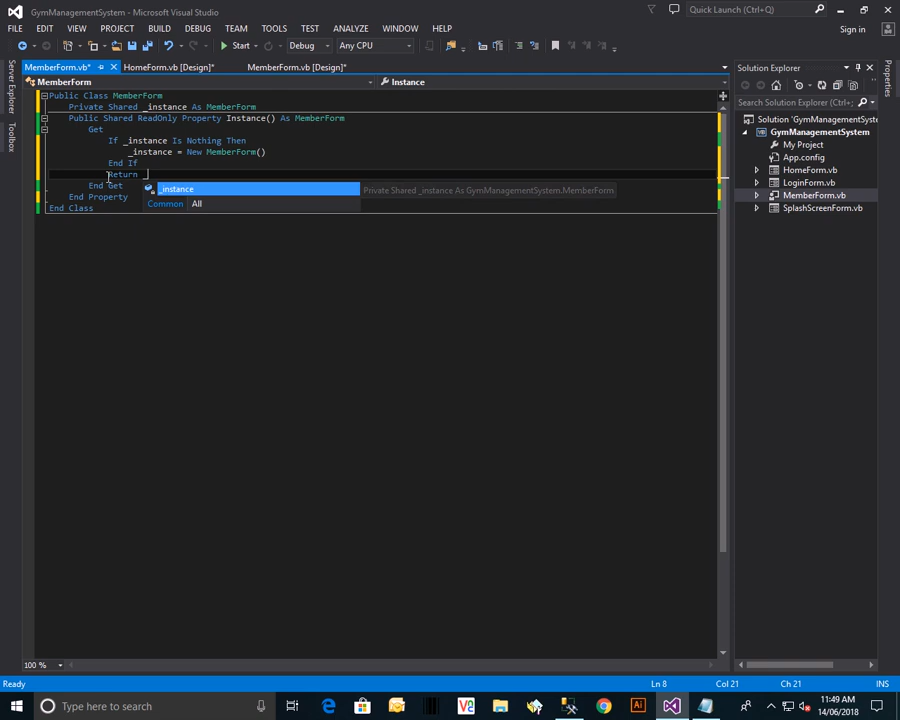 GymManagementSystem - Microsoft Visual Studio
Quick Launch (Ctrl+Q)
FILE EDIT VIEW PROJECT BUILD DEBUG TEAM TOOLS TEST ANALYZE WINDOW HELP
Sign in
Start Debug Any CPU
Server Explorer
Toolbox
MemberForm.vb* HomeForm.vb [Design]* MemberForm.vb [Design]*
MemberForm Instance
Public Class MemberForm
Private Shared _instance As MemberForm
Public Shared ReadOnly Property Instance() As MemberForm
Get
If _instance Is Nothing Then
_instance = New MemberForm()
End If
Return _
End Get
End Property
End Class
_instance
Private Shared _instance As GymManagementSystem.MemberForm
Common All
Solution Explorer
Search Solution Explorer (Ctrl+;)
Solution 'GymManagementSyste
GymManagementSystem
My Project
App.config
HomeForm.vb
LoginForm.vb
MemberForm.vb
SplashScreenForm.vb
Properties
100 %
Ready Ln 8 Col 21 Ch 21 INS
Type here to search
Ai
11:49 AM
14/06/2018